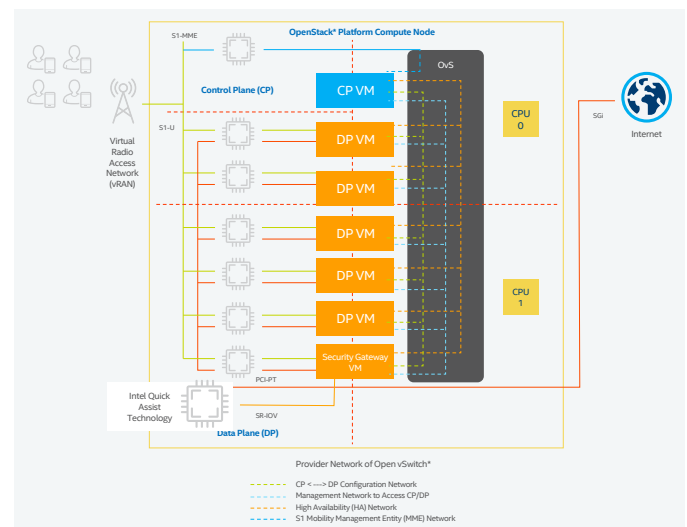 OpenStack* Platform Compute Node
S1-MME
OvS
Control Plane (CP)
CP VM
CPU
0
SGi
Internet
S1-U
Virtual
Radio
Access
Network
(vRAN)
DP VM
DP VM
DP VM
DP VM
CPU
1
DP VM
Security Gateway
VM
PCI-PT
Intel Quick
Assist
Technology
SR-IOV
Data Plane (DP)
Provider Network of Open vSwitch*
CP < ---> DP Configuration Network
Management Network to Access CP/DP
High Availability (HA) Network
S1 Mobility Management Entity (MME) Network